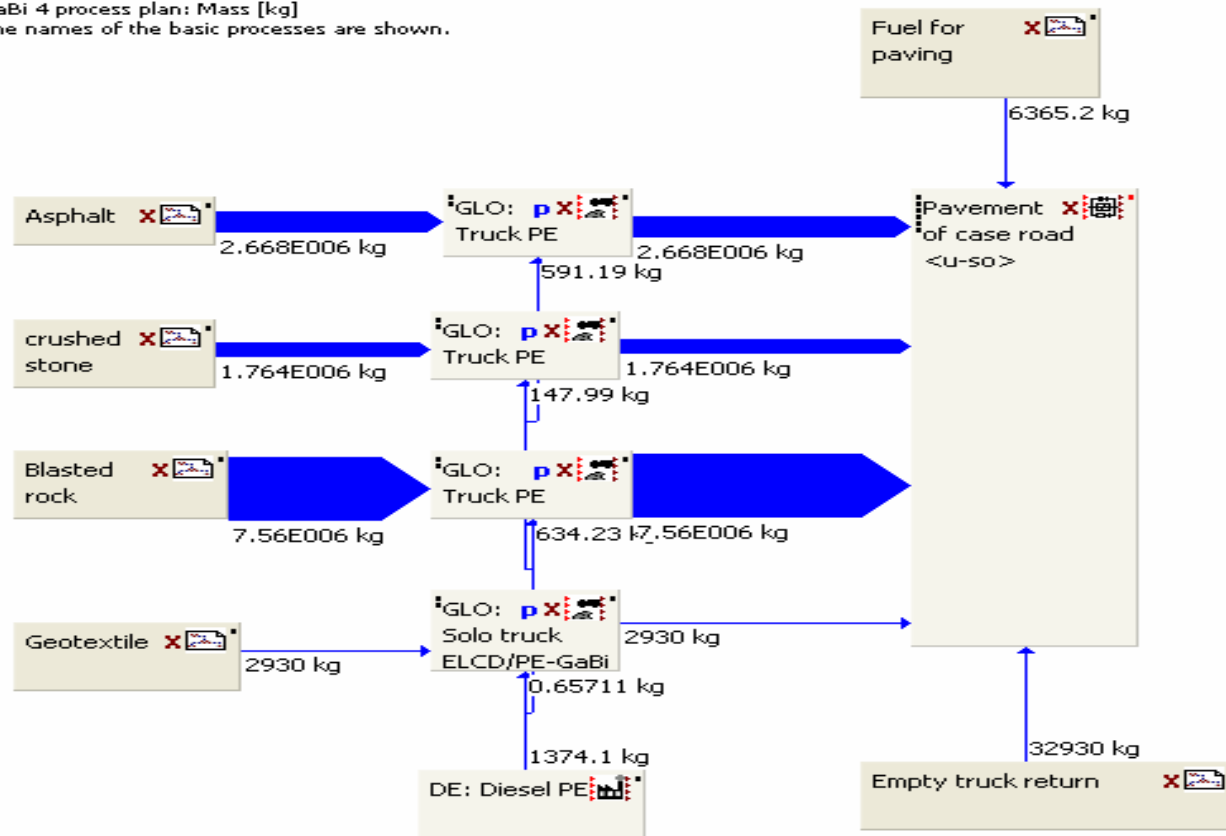 aBi 4 process plan: Mass [kg]
ne names of the basic processes are shown.
Fuel for
paving
6365.2 kg
Asphalt
2.668E006 kg
GLO:
Truck PE
2.668E006 kg
591.19 kg
Pavement
of case road
<u-so>
crushed
stone
1.764E006 kg
GLO:
Truck PE
1.764E006 kg
147.99 kg
Blasted
rock
7.56E006 kg
GLO:
Truck PE
634.23 k
7.56E006 kg
Geotextile
2930 kg
GLO:
Solo truck
ELCD/PE-GaBi
2930 kg
0.65711 kg
1374.1 kg
DE: Diesel PE
32930 kg
Empty truck return